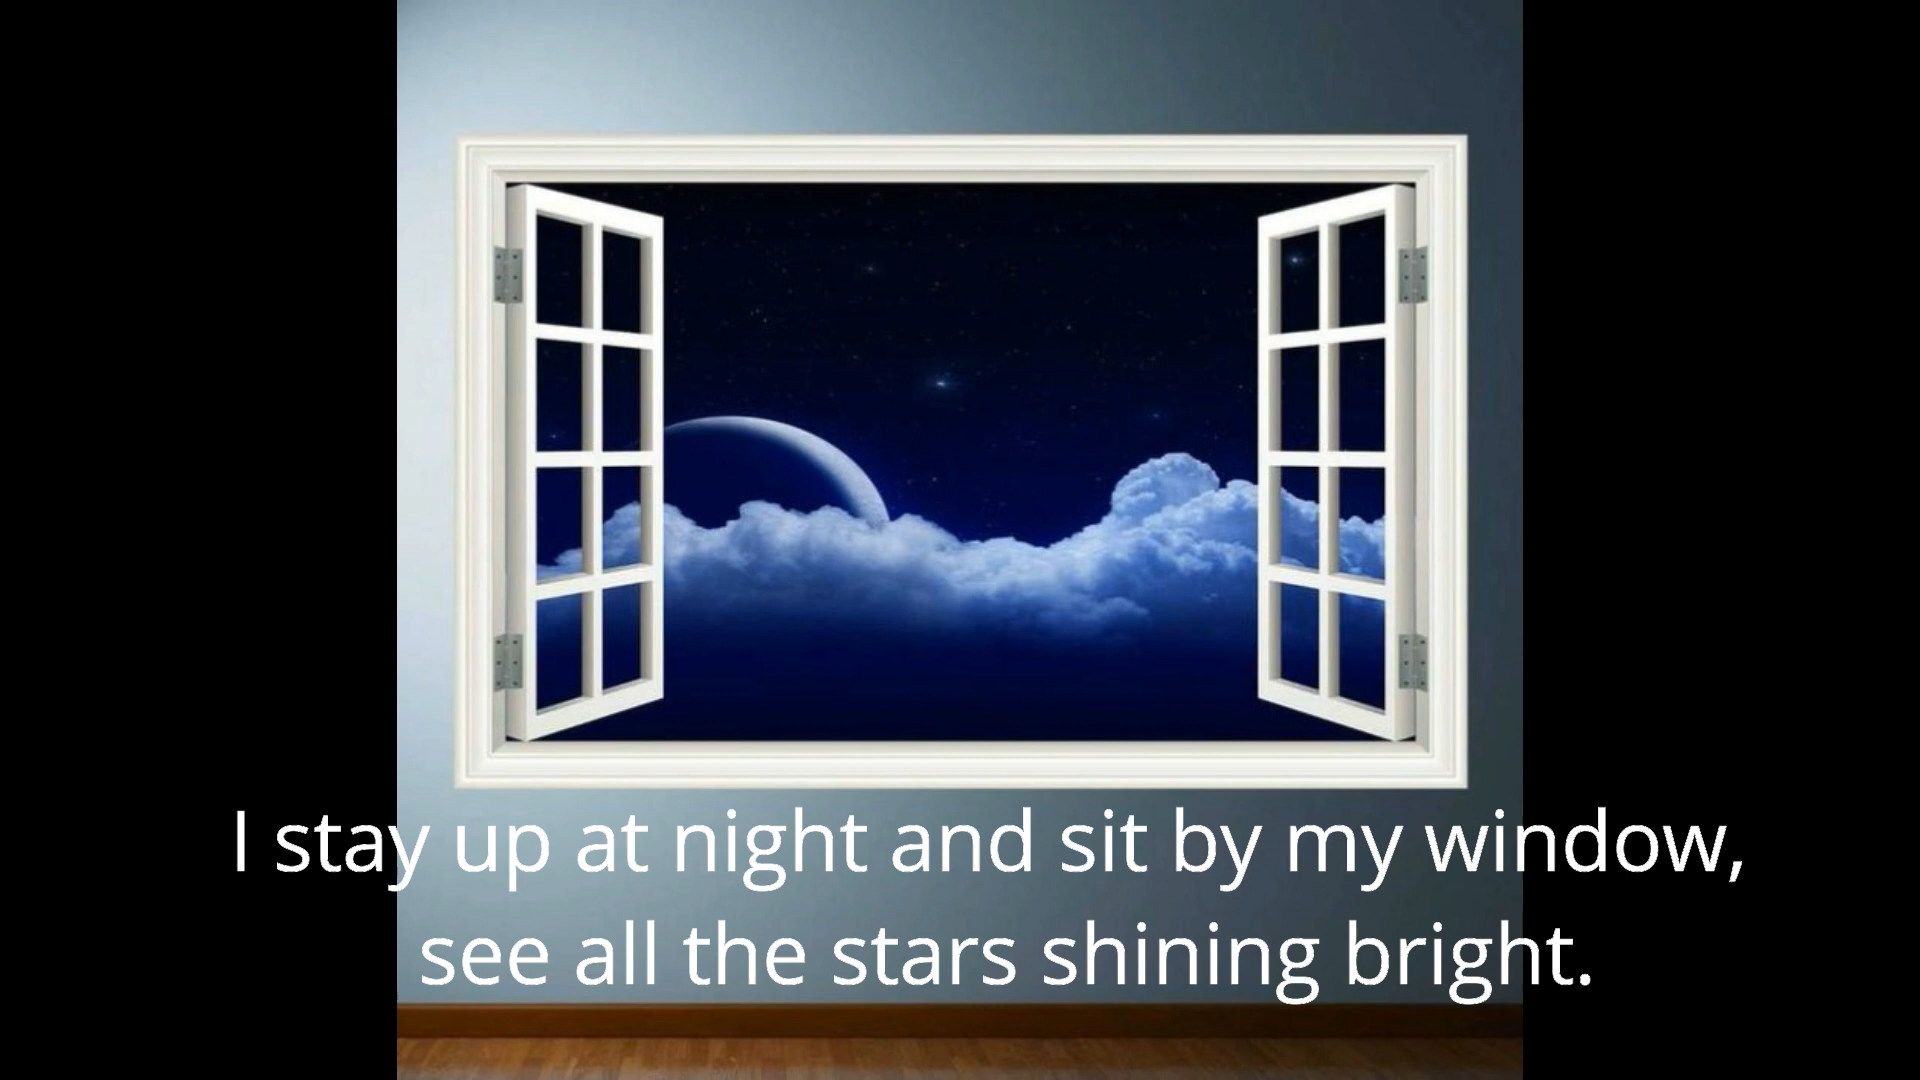 I stay up at night and sit by my window,
see all the stars shining bright.